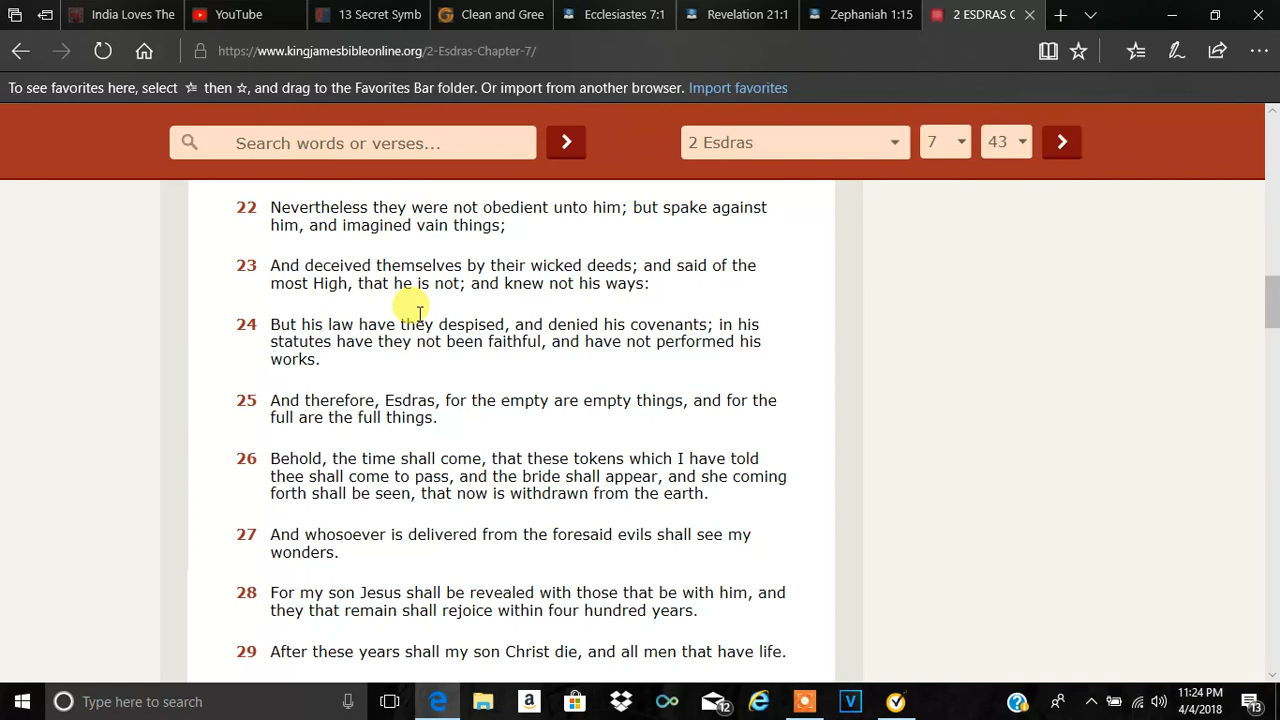 India Loves The
YouTube
13 Secret Symb
Clean and Gree
Ecclesiastes 7:1
Revelation 21:1
Zephaniah 1:15
2 ESDRAS C
https://www.kingjamesbibleonline.org/2-Esdras-Chapter-7/
To see favorites here, select then ☆, and drag to the Favorites Bar folder. Or import from another browser. Import favorites
Search words or verses...
2 Esdras
7
43
22 Nevertheless they were not obedient unto him; but spake against
him, and imagined vain things;
23 And deceived themselves by their wicked deeds; and said of the
most High, that he is not; and knew not his ways:
24 But his law have they despised, and denied his covenants; in his
statutes have they not been faithful, and have not performed his
works.
25 And therefore, Esdras, for the empty are empty things, and for the
full are the full things.
26 Behold, the time shall come, that these tokens which I have told
thee shall come to pass, and the bride shall appear, and she coming
forth shall be seen, that now is withdrawn from the earth.
27 And whosoever is delivered from the foresaid evils shall see my
wonders.
28 For my son Jesus shall be revealed with those that be with him, and
they that remain shall rejoice within four hundred years.
29 After these years shall my son Christ die, and all men that have life.
Type here to search
12
11:24 PM
4/4/2018
13